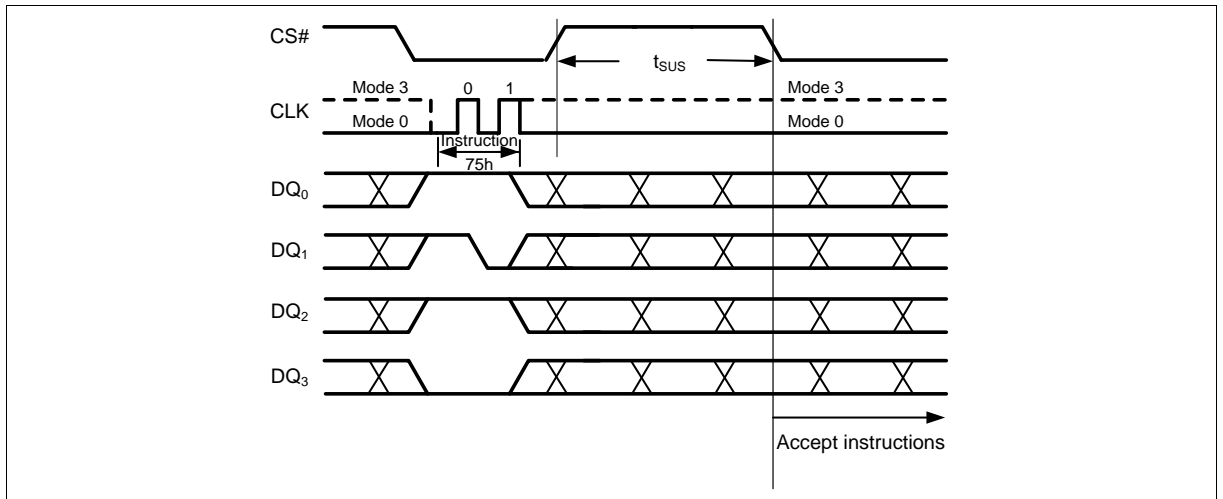 CS#
tSUS
Mode 3 0 1 Mode 3
CLK
Mode 0 Mode 0
Instruction
75h
DQ0
DQ1
DQ2
DQ3
Accept instructions